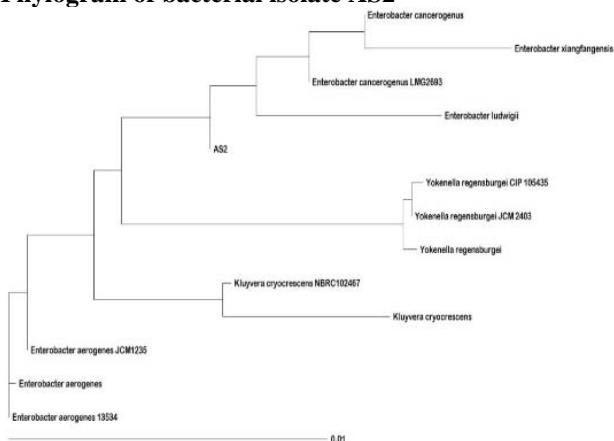 Phylogram of bacterial isolate AS2
Enterobacter cancerogenus
Enterobacter xiangfangensis
Enterobacter cancerogenus LMG2693
Enterobacter ludwigii
AS2
Yokenella regensburgei CIP 105435
Yokenella regensburgei JCM 2403
Yokenella regensburgei
Kluyvera cryocrescens NBRC102467
Kluyvera cryocrescens
Enterobacter aerogenes JCM1235
Enterobacter aerogenes
Enterobacter aerogenes 13534
0.01